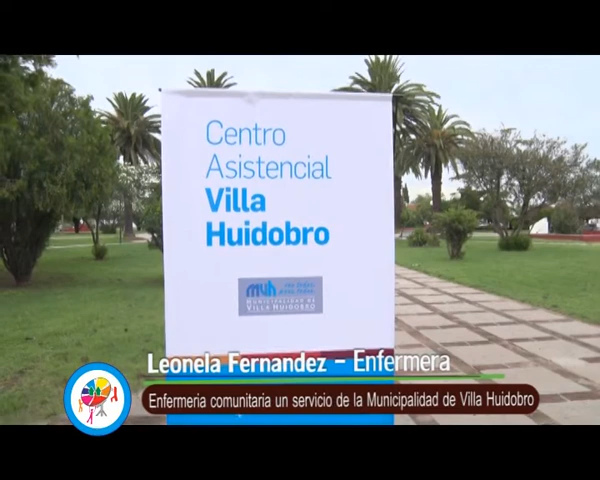 Centro
Asistencial
Villa
Huidobro
MVH
MUNICIPALIDAD DE
VILLA HUIDOBRO
Leonela Fernandez - Enfermera
Enfermeria comunitaria un servicio de la Municipalidad de Villa Huidobro